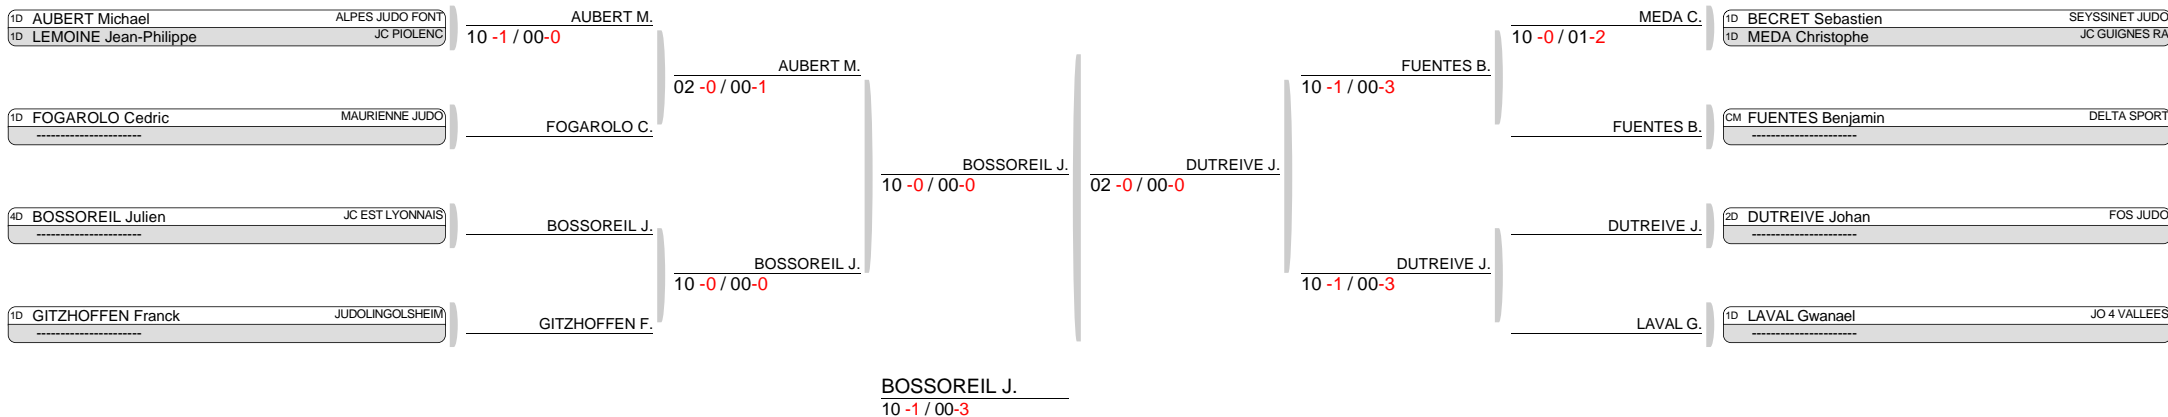 1D AUBERT Michael ALPES JUDO FONT
1D LEMOINE Jean-Philippe JC PIOLENC
AUBERT M.
10 -1 / 00-0
1D FOGAROLO Cedric MAURIENNE JUDO
----------------------
FOGAROLO C.
AUBERT M.
02 -0 / 00-1
4D BOSSOREIL Julien JC EST LYONNAIS
----------------------
BOSSOREIL J.
1D GITZHOFFEN Franck JUDOLINGOLSHEIM
----------------------
GITZHOFFEN F.
BOSSOREIL J.
10 -0 / 00-0
BOSSOREIL J.
10 -0 / 00-0
DUTREIVE J.
02 -0 / 00-0
FUENTES B.
10 -1 / 00-3
DUTREIVE J.
10 -1 / 00-3
MEDA C.
10 -0 / 01-2
1D BECRET Sebastien SEYSSINET JUDO
1D MEDA Christophe JC GUIGNES RA
FUENTES B.
CM FUENTES Benjamin DELTA SPORT
----------------------
DUTREIVE J.
2D DUTREIVE Johan FOS JUDO
----------------------
LAVAL G.
1D LAVAL Gwanael JO 4 VALLEES
----------------------
BOSSOREIL J.
10 -1 / 00-3